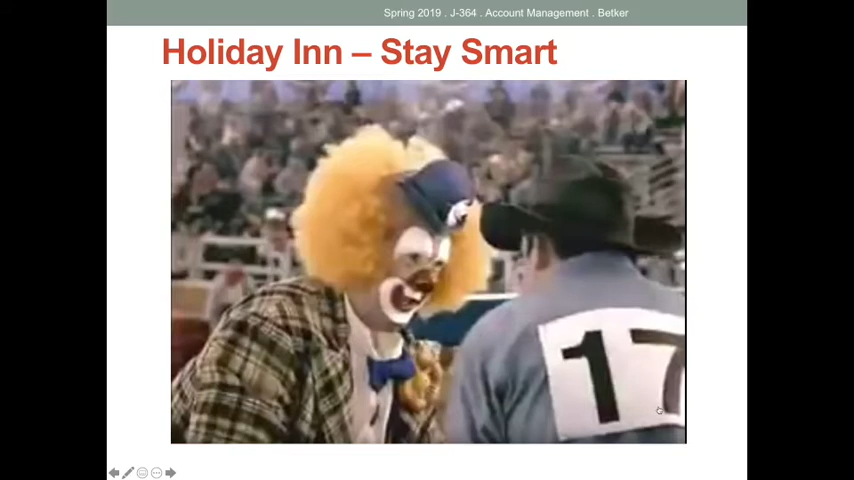 Spring 2019 . J-364 . Account Management . Betker
Holiday Inn – Stay Smart
17